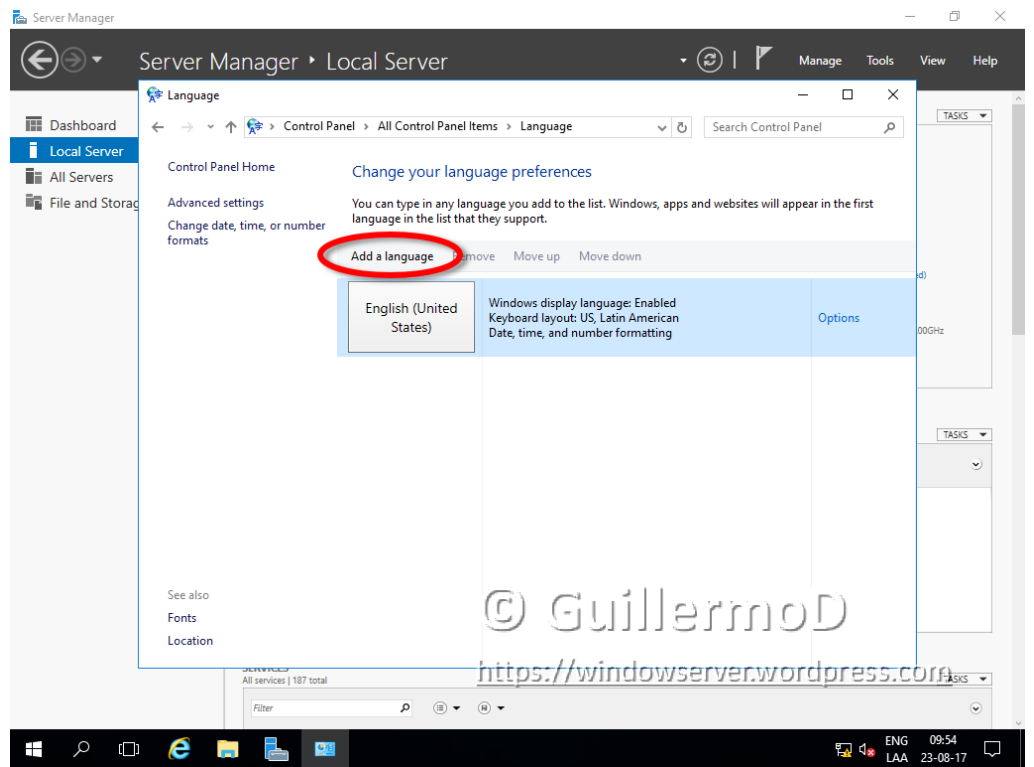 Server Manager
Server Manager ‣ Local Server
Manage Tools View Help
Dashboard
Local Server
All Servers
File and Storag
Language
Control Panel > All Control Panel Items > Language
Search Control Panel
Control Panel Home
Advanced settings
Change date, time, or number
formats
Change your language preferences
You can type in any language you add to the list. Windows, apps and websites will appear in the first
language in the list that they support.
Add a language Move up Move down
English (United
States)
Windows display language: Enabled
Keyboard layout: US, Latin American
Date, time, and number formatting
Options
See also
Fonts
Location
TASKS
ed)
00GHz
TASKS
© GuillermoD
https://windowserver.wordpress.com
SERVICES
All services | 187 total
Filter
ENG
LAA
09:54
23-08-17